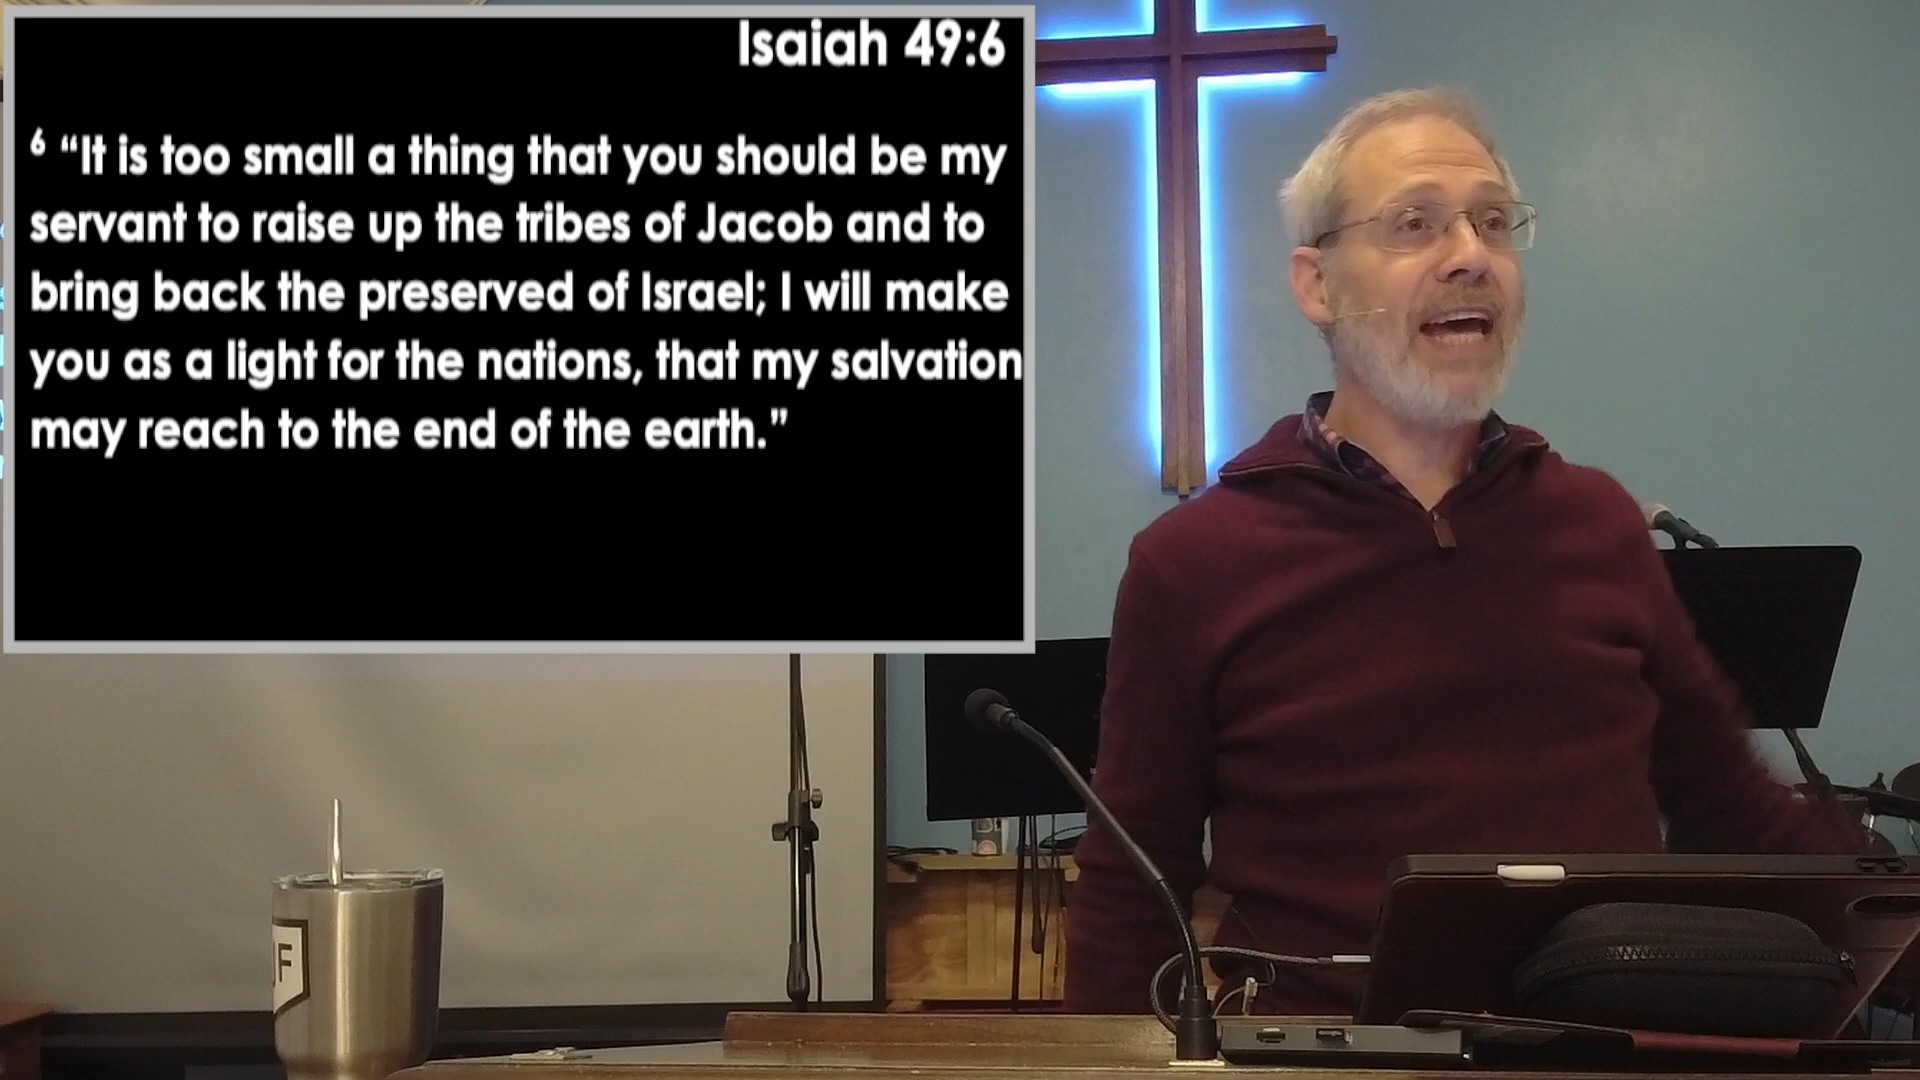 Isaiah 49:6
6 “It is too small a thing that you should be my
servant to raise up the tribes of Jacob and to
bring back the preserved of Israel; I will make
you as a light for the nations, that my salvation
may reach to the end of the earth.”
F